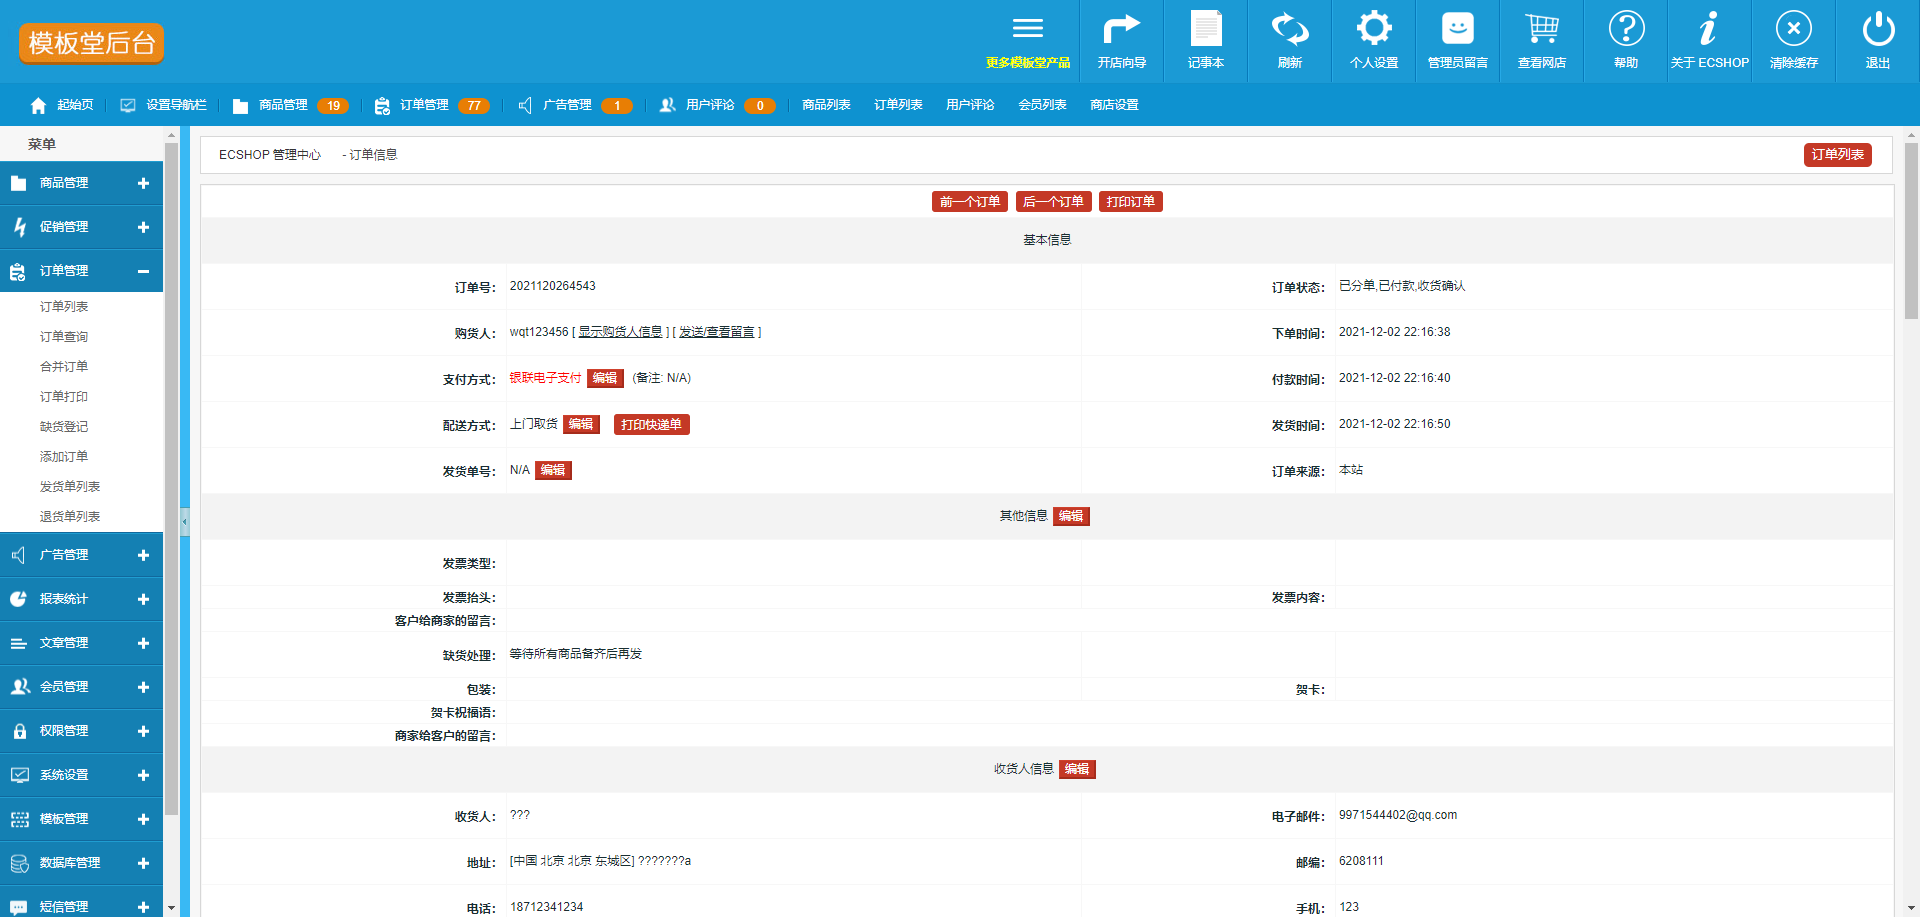 模板堂后台
更多模板堂产品 开店向导 记事本 刷新 个人设置 管理员留言 查看网店 帮助 关于 ECSHOP 清除缓存 退出
起始页 设置导航栏 商品管理 19 订单管理 77 广告管理 1 用户评论 0 商品列表 订单列表 用户评论 会员列表 商店设置
菜单
商品管理
促销管理
订单管理
订单列表
订单查询
合并订单
订单打印
缺货登记
添加订单
发货单列表
退货单列表
广告管理
报表统计
文章管理
会员管理
权限管理
系统设置
模板管理
数据库管理
短信管理
ECSHOP 管理中心 - 订单信息 订单列表
前一个订单 后一个订单 打印订单
基本信息
订单号: 2021120264543 订单状态: 已分单,已付款,收货确认
购货人: wqt123456 [ 显示购货人信息 ] [ 发送/查看留言 ] 下单时间: 2021-12-02 22:16:38
支付方式: 银联电子支付 编辑 (备注: N/A) 付款时间: 2021-12-02 22:16:40
配送方式: 上门取货 编辑 打印快递单 发货时间: 2021-12-02 22:16:50
发货单号: N/A 编辑 订单来源: 本站
其他信息 编辑
发票类型:
发票抬头: 发票内容:
客户给商家的留言:
缺货处理: 等待所有商品备齐后再发
包装: 贺卡:
贺卡祝福语:
商家给客户的留言:
收货人信息 编辑
收货人: ??? 电子邮件: 9971544402@qq.com
地址: [中国 北京 北京 东城区] ???????a 邮编: 6208111
电话: 18712341234 手机: 123